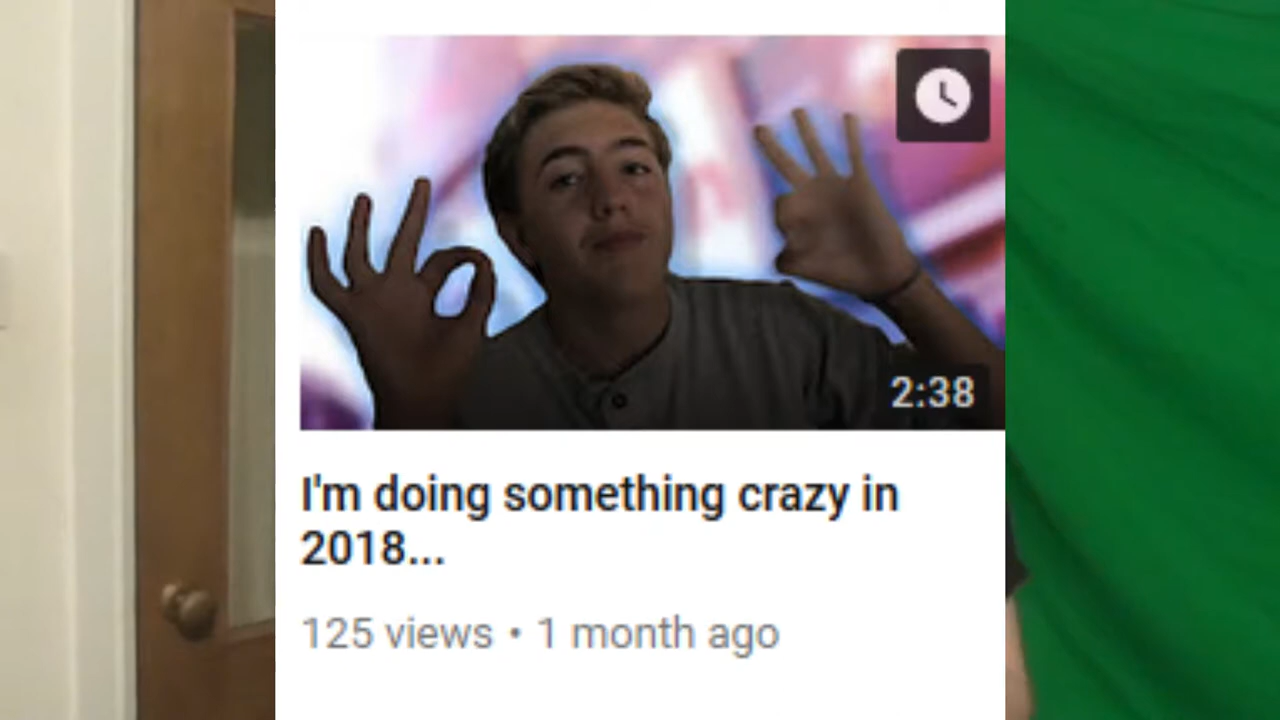 2:38
I'm doing something crazy in
2018...
125 views • 1 month ago